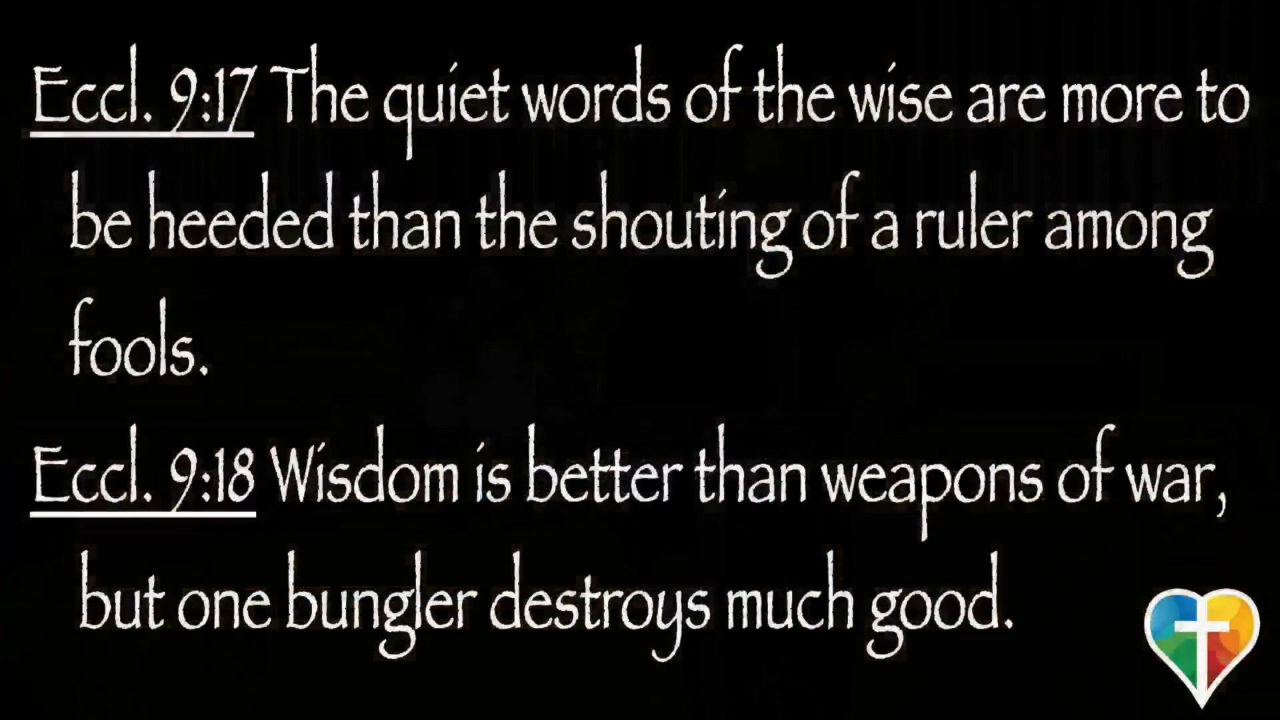 Eccl. 9:17 The quiet words of the wise are more to
be heeded than the shouting of a ruler among
fools.
Eccl. 9:18 Wisdom is better than weapons of war,
but one bungler destroys much good.